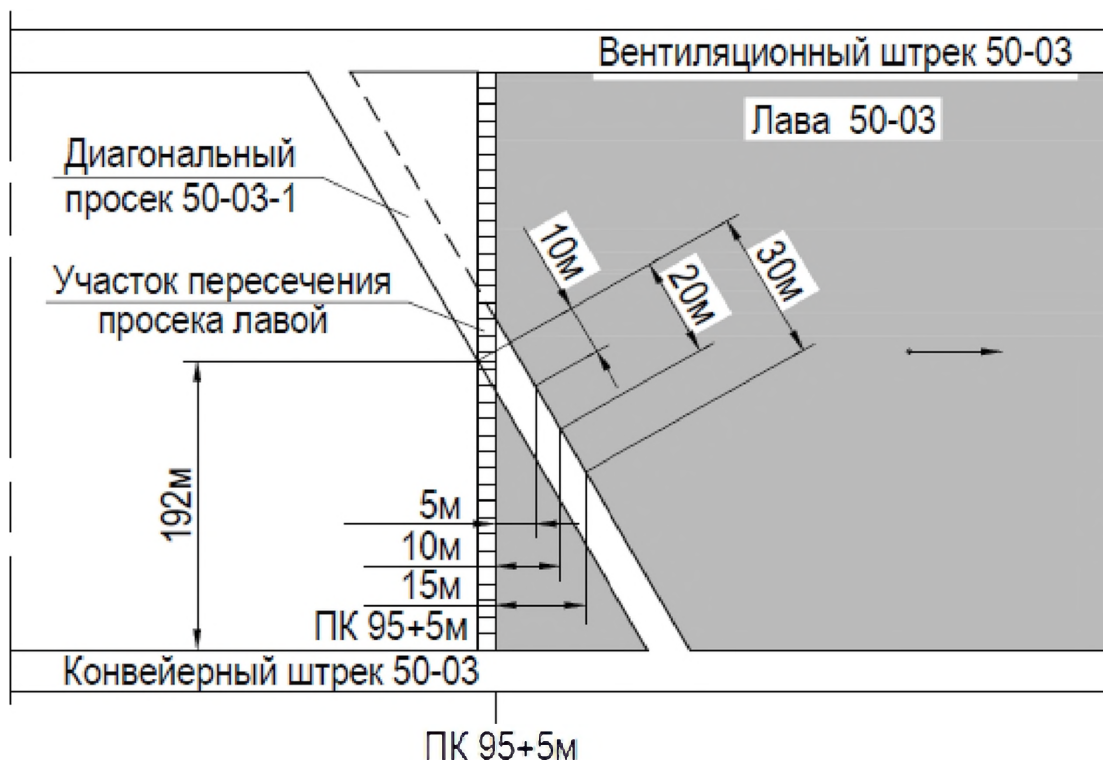 Вентиляционный штрек 50-03
Лава 50-03
Диагональный
просек 50-03-1
10м
20м
30м
Участок пересечения
просека лавой
192м
5м
10м
15м
ПК 95+5м
Конвейерный штрек 50-03
ПК 95+5м